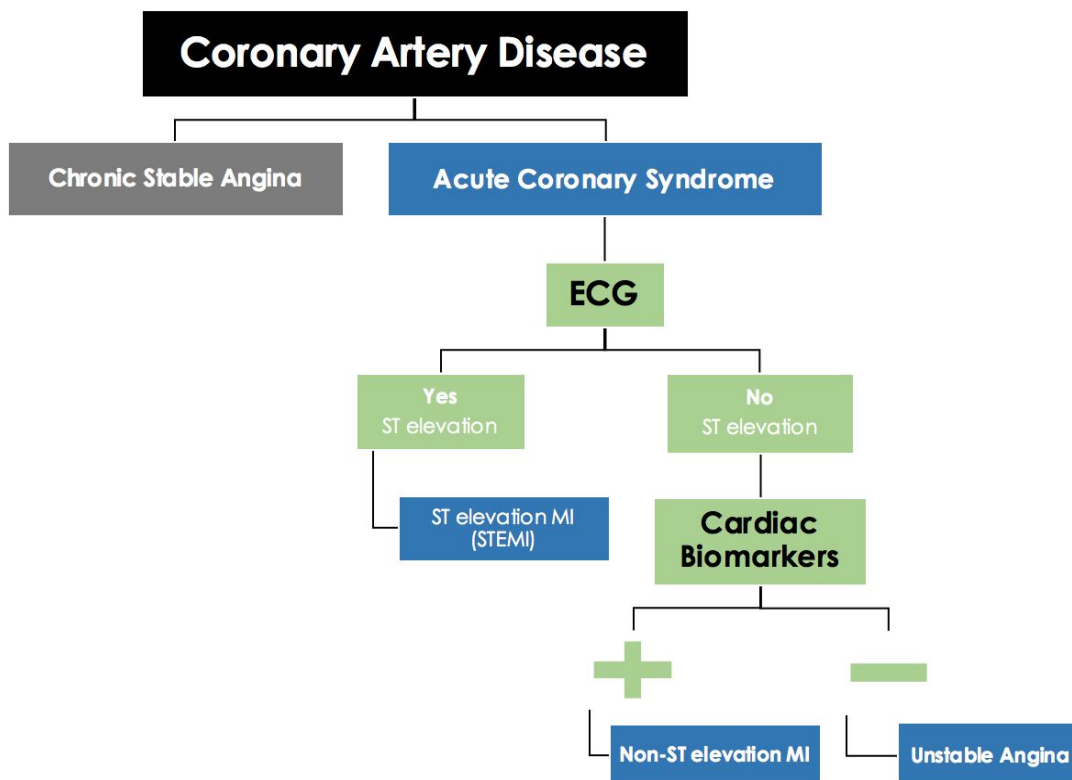 Coronary Artery Disease
Chronic Stable Angina
Acute Coronary Syndrome
ECG
Yes
ST elevation
No
ST elevation
ST elevation MI
(STEMI)
Cardiac
Biomarkers
Non-ST elevation MI
Unstable Angina